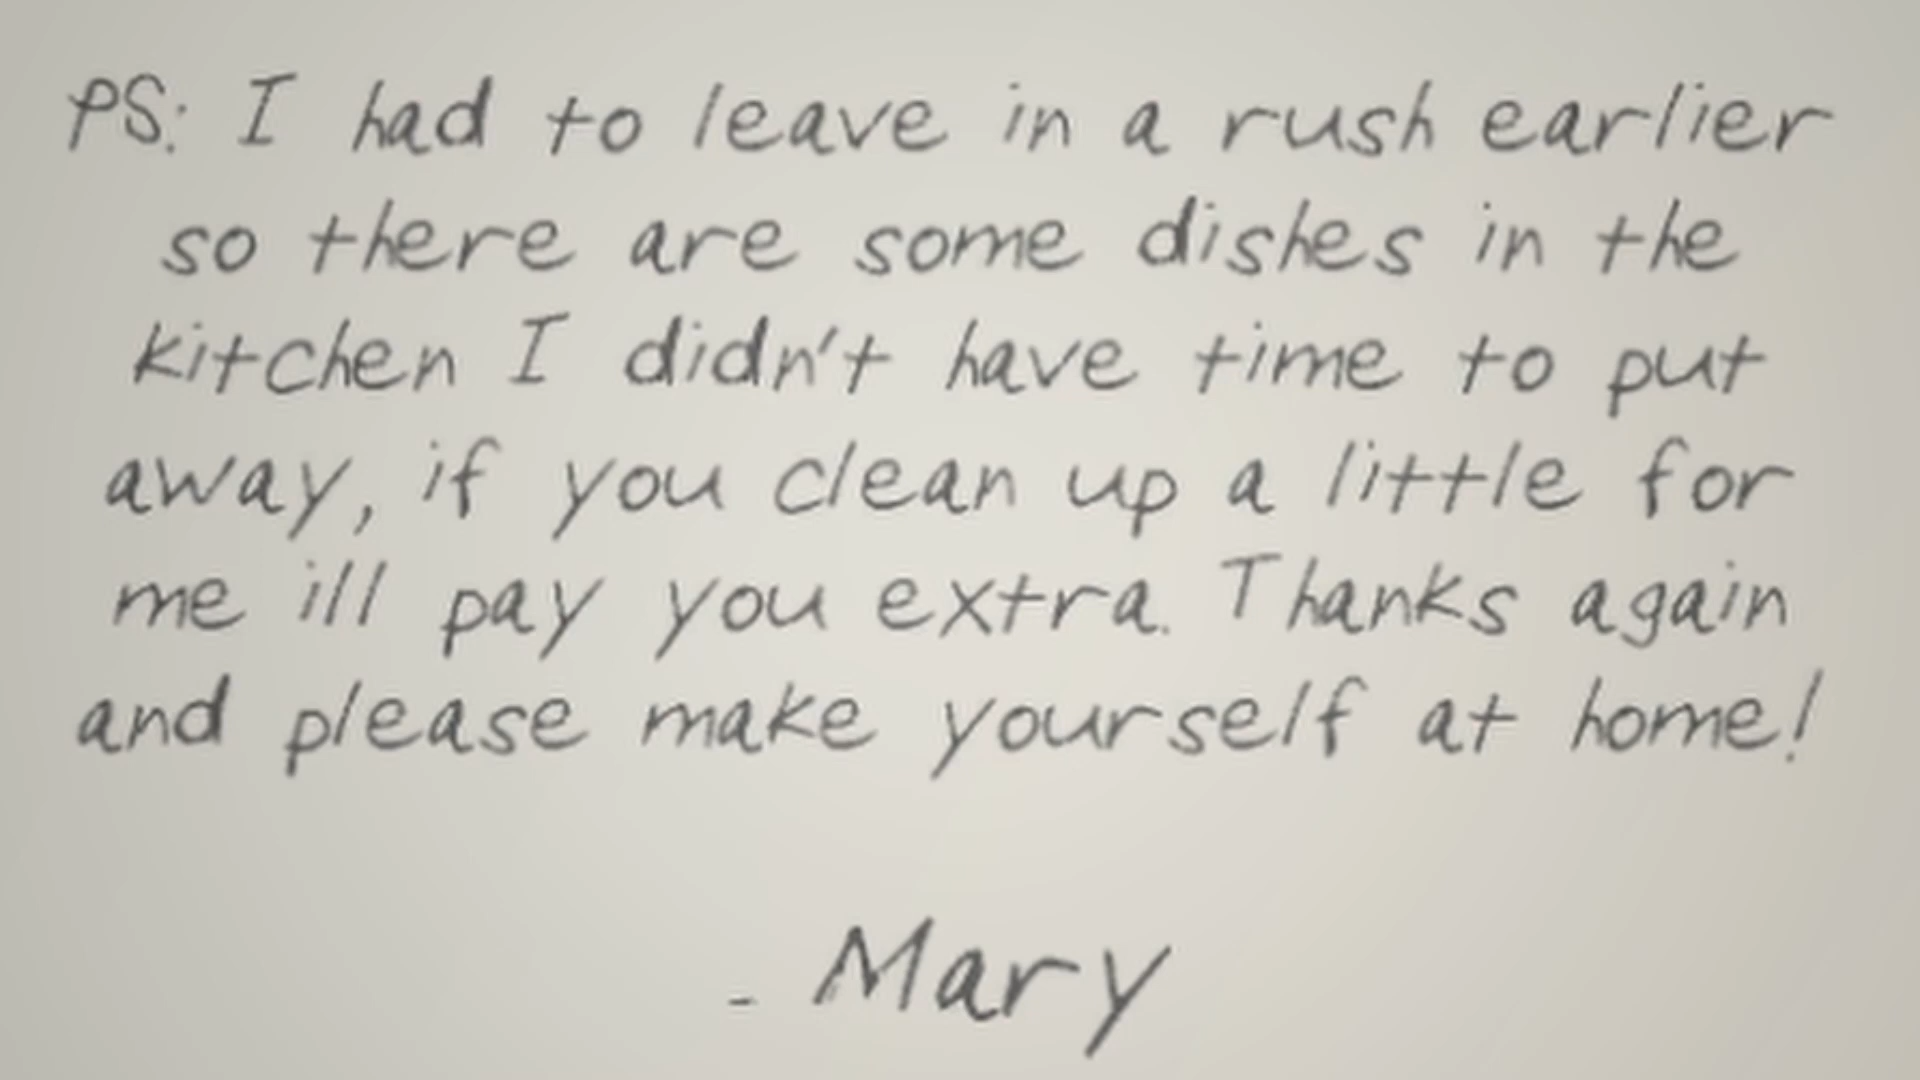 PS: I had to leave in a rush earlier
so there are some dishes in the
kitchen I didn't have time to put
away, if you clean up a little for
me ill pay you extra. Thanks again
and please make yourself at home!
- Mary